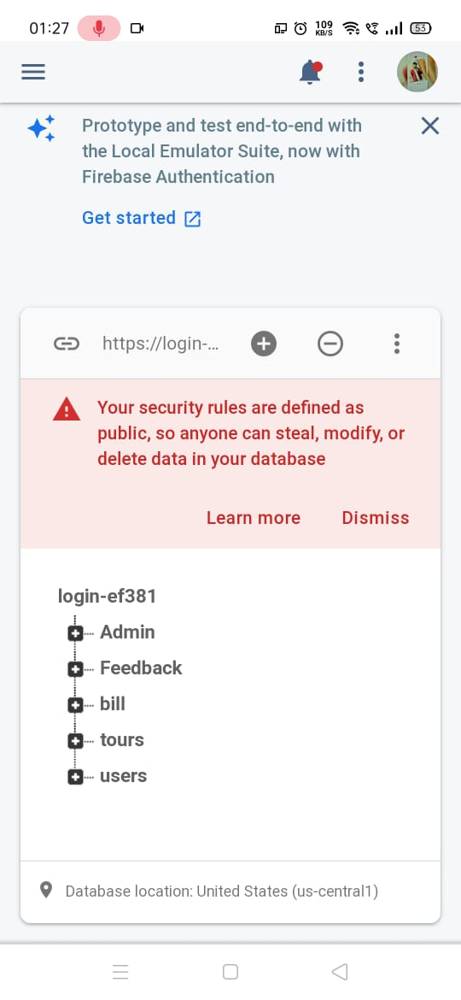 01:27 109 KB/S 53
Prototype and test end-to-end with
the Local Emulator Suite, now with
Firebase Authentication
Get started
https://login-...
Your security rules are defined as
public, so anyone can steal, modify, or
delete data in your database
Learn more Dismiss
login-ef381
Admin
Feedback
bill
tours
users
Database location: United States (us-central1)